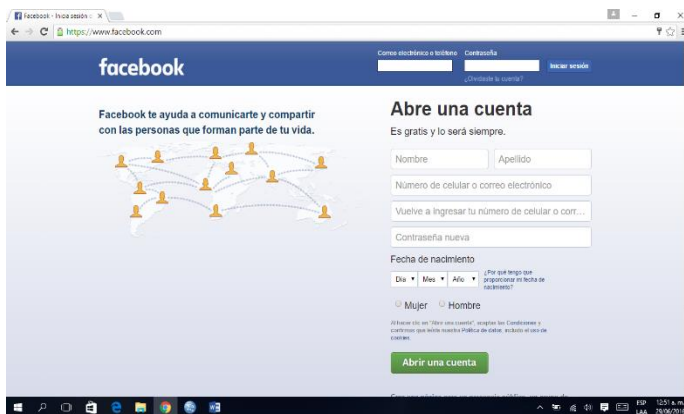 Facebook - Inicia sesión o
https://www.facebook.com
facebook
Correo electrónico o teléfono
Contraseña
Iniciar sesión
¿Olvidaste tu cuenta?
Facebook te ayuda a comunicarte y compartir
con las personas que forman parte de tu vida.
Abre una cuenta
Es gratis y lo será siempre.
Nombre
Apellido
Número de celular o correo electrónico
Vuelve a ingresar tu número de celular o corr...
Contraseña nueva
Fecha de nacimiento
Día
Mes
Año
¿Por qué tengo que
proporcionar mi fecha de
nacimiento?
Mujer
Hombre
Al hacer clic en "Abrir una cuenta", aceptas las Condiciones y
confirmas que leíste nuestra Política de datos, incluido el uso de
cookies.
Abrir una cuenta
ESP
12:51 a. m.
LAA